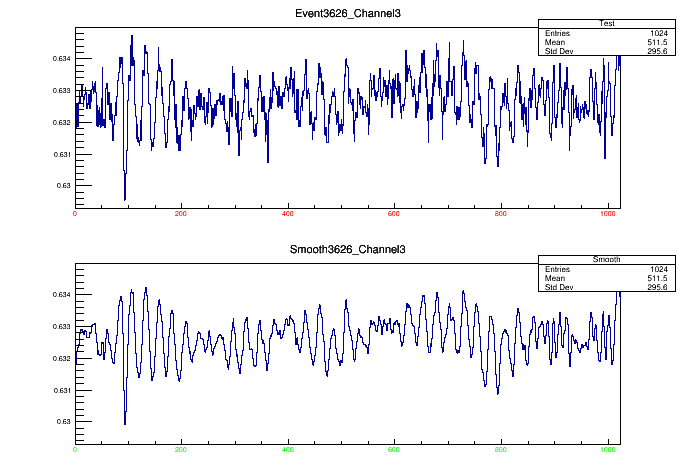 Event3626_Channel3
Test
Entries 1024
Mean 511.5
Std Dev 295.6
0.634
0.633
0.632
0.631
0.63
0 200 400 600 800 1000
Smooth3626_Channel3
Smooth
Entries 1024
Mean 511.5
Std Dev 295.6
0.634
0.633
0.632
0.631
0.63
0 200 400 600 800 1000